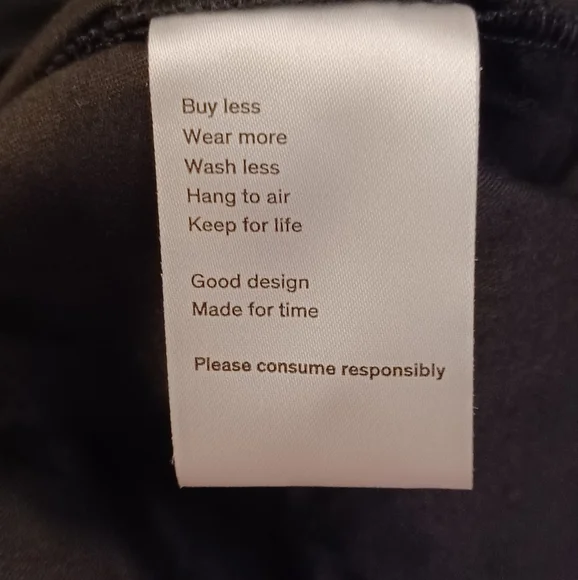 Buy less
Wear more
Wash less
Hang to air
Keep for life
Good design
Made for time
Please consume responsibly